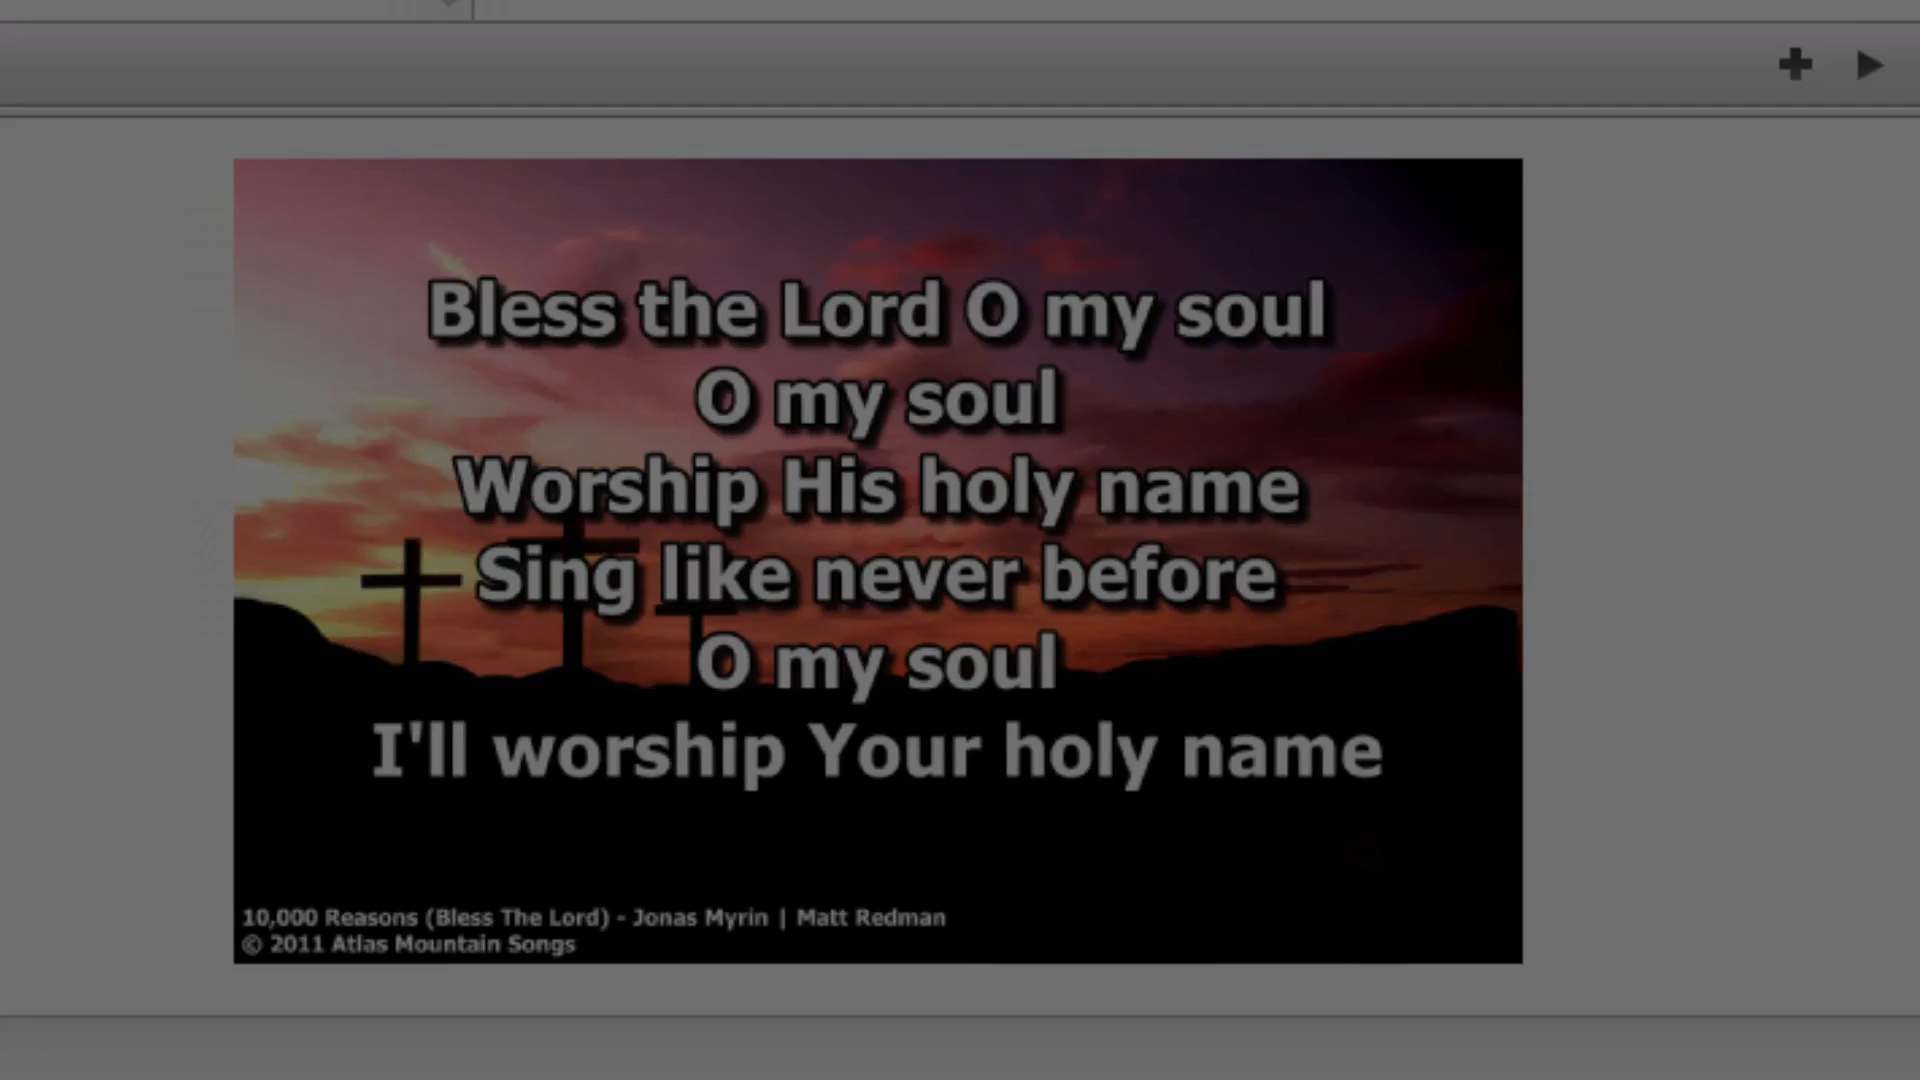 Bless the Lord O my soul
O my soul
Worship His holy name
Sing like never before
O my soul
I'll worship Your holy name
10,000 Reasons (Bless The Lord) - Jonas Myrin | Matt Redman
© 2011 Atlas Mountain Songs